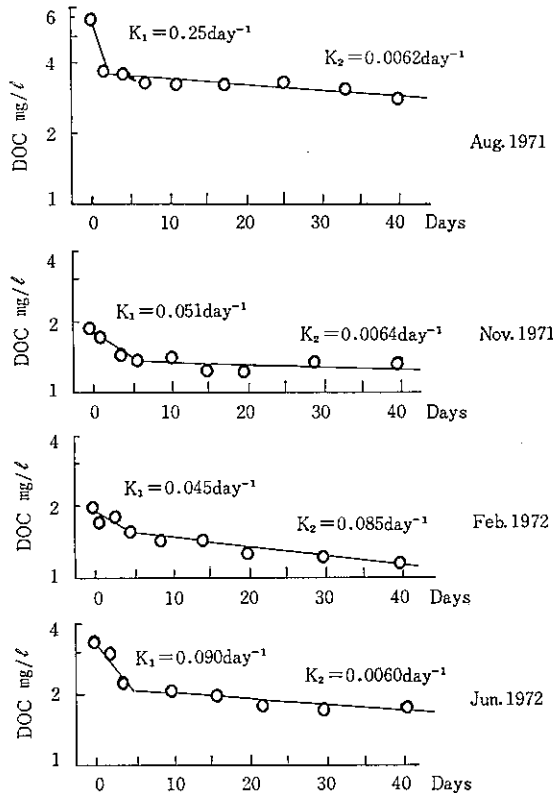 6
K₁=0.25day⁻¹
K₂=0.0062day⁻¹
4
DOC mg/ℓ
2
Aug.1971
1
0 10 20 30 40 Days
4
K₁=0.051day⁻¹
DOC mg/ℓ
2
K₂=0.0064day⁻¹
Nov.1971
1
0 10 20 30 40 Days
4
K₁=0.045day⁻¹
DOC mg/ℓ
2
K₂=0.085day⁻¹
Feb.1972
1
0 10 20 30 40 Days
4
K₁=0.090day⁻¹
DOC mg/ℓ
K₂=0.0060day⁻¹
2
Jun.1972
1
0 10 20 30 40 Days